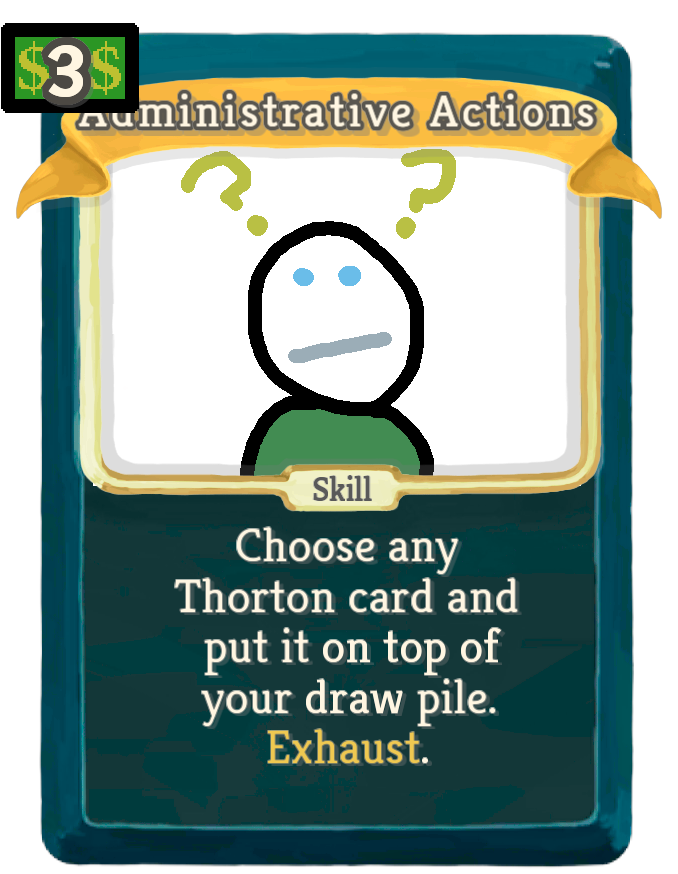 $3$
Administrative Actions
? ?
Skill
Choose any
Thorton card and
put it on top of
your draw pile.
Exhaust.